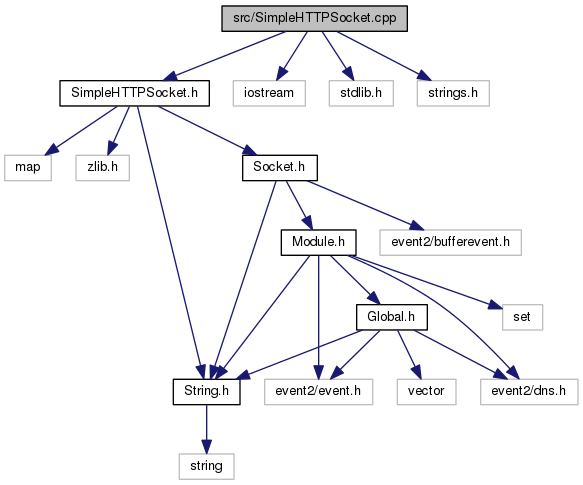 src/SimpleHTTPSocket.cpp
SimpleHTTPSocket.h
iostream
stdlib.h
strings.h
map
zlib.h
Socket.h
Module.h
event2/bufferevent.h
Global.h
set
String.h
event2/event.h
vector
event2/dns.h
string